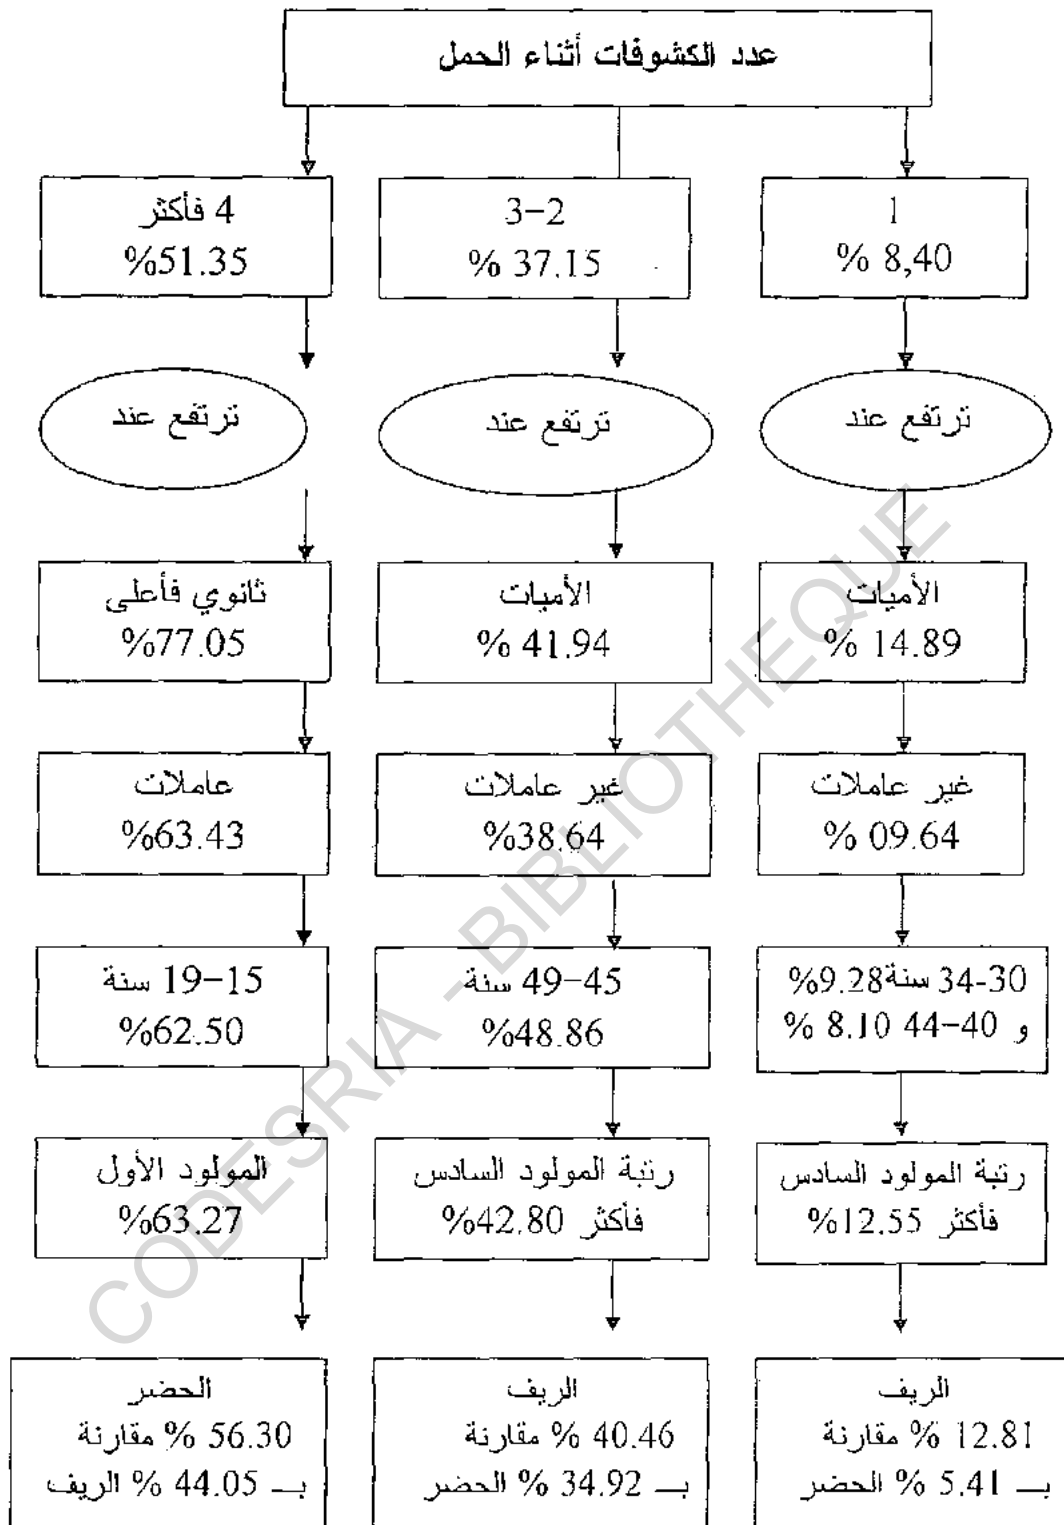 عدد الكشوفات أثناء الحمل
1
% 8,40
3-2
% 37.15
4 فأكثر
%51.35
ترتفع عند
ترتفع عند
ترتفع عند
الأميات
% 14.89
الأميات
% 41.94
ثانوي فأعلى
%77.05
غير عاملات
% 09.64
غير عاملات
%38.64
عاملات
%63.43
34-30 سنة 9.28%
و 40-44 8.10 %
49-45 سنة
%48.86
19-15 سنة
%62.50
رتبة المولود السادس
فأكثر 12.55%
رتبة المولود السادس
فأكثر 42.80%
المولود الأول
%63.27
الريف
12.81 % مقارنة
بـ 5.41 % الحضر
الريف
40.46 % مقارنة
بـ 34.92 % الحضر
الحضر
56.30 % مقارنة
بـ 44.05 % الريف
CODESRIA - BIBLIOTHEQUE